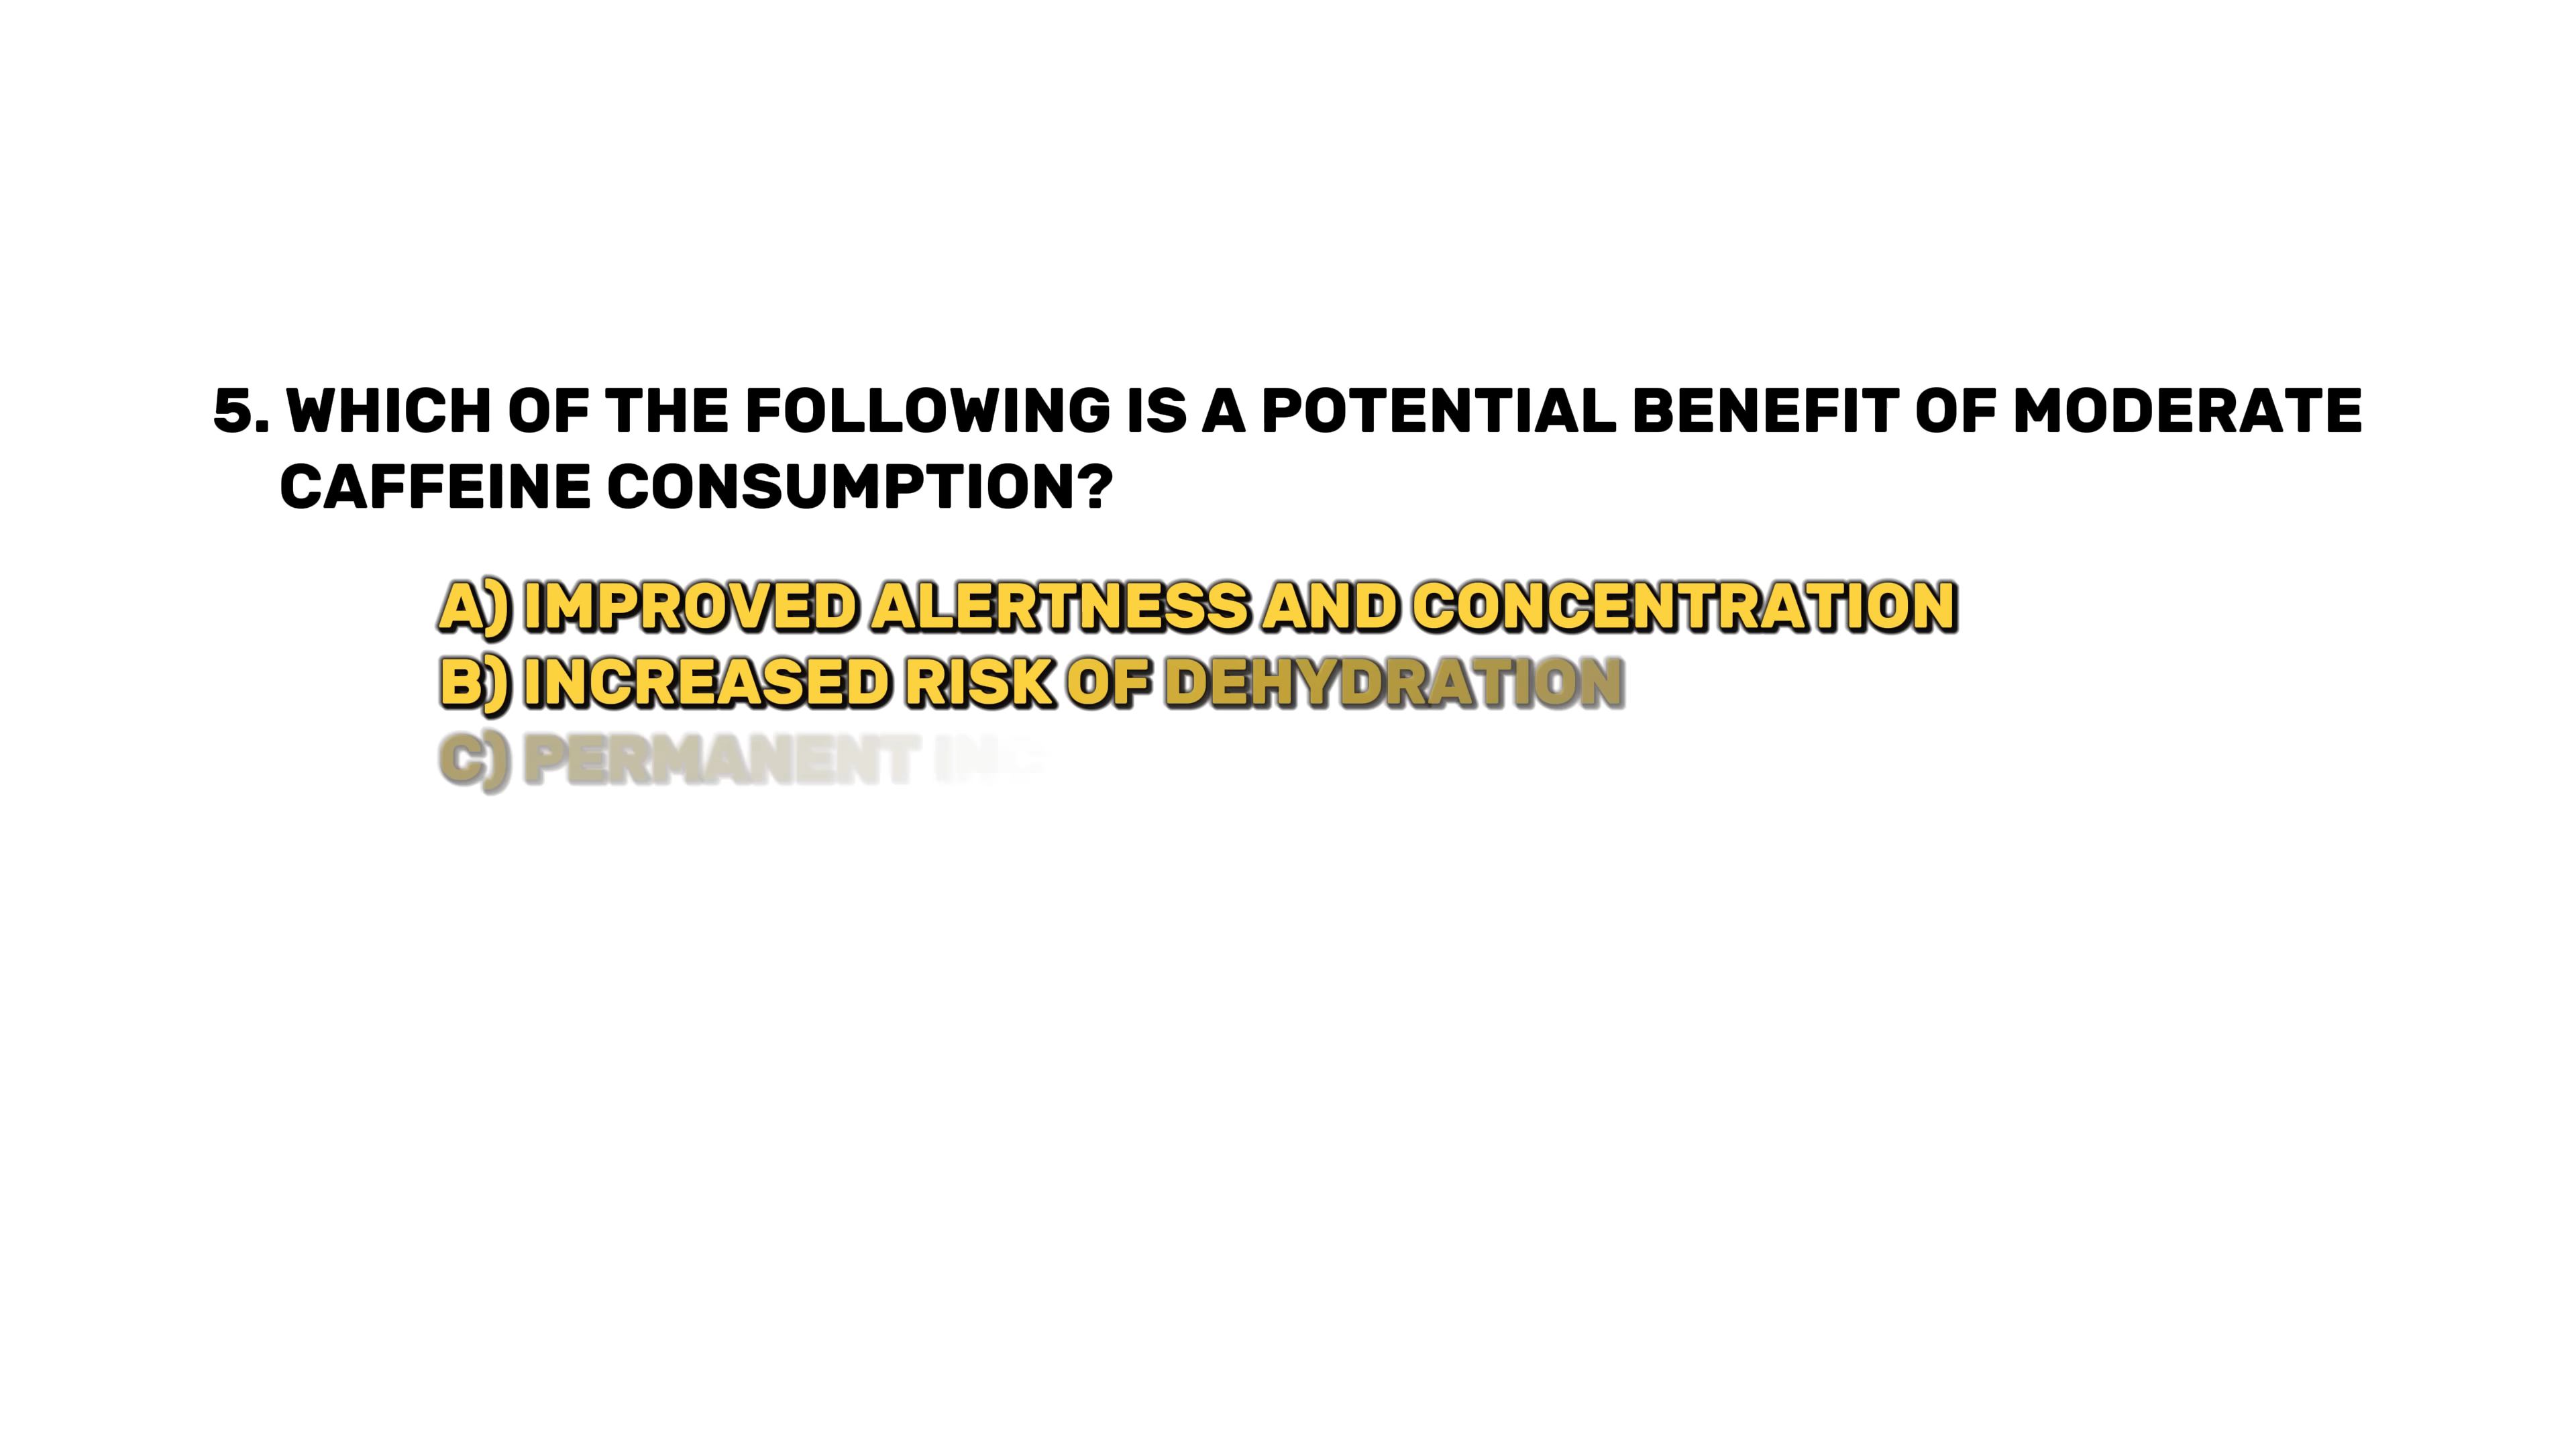 5. WHICH OF THE FOLLOWING IS A POTENTIAL BENEFIT OF MODERATE
CAFFEINE CONSUMPTION?
A) IMPROVED ALERTNESS AND CONCENTRATION
B) INCREASED RISK OF DEHYDRATION
C) PERMANENT